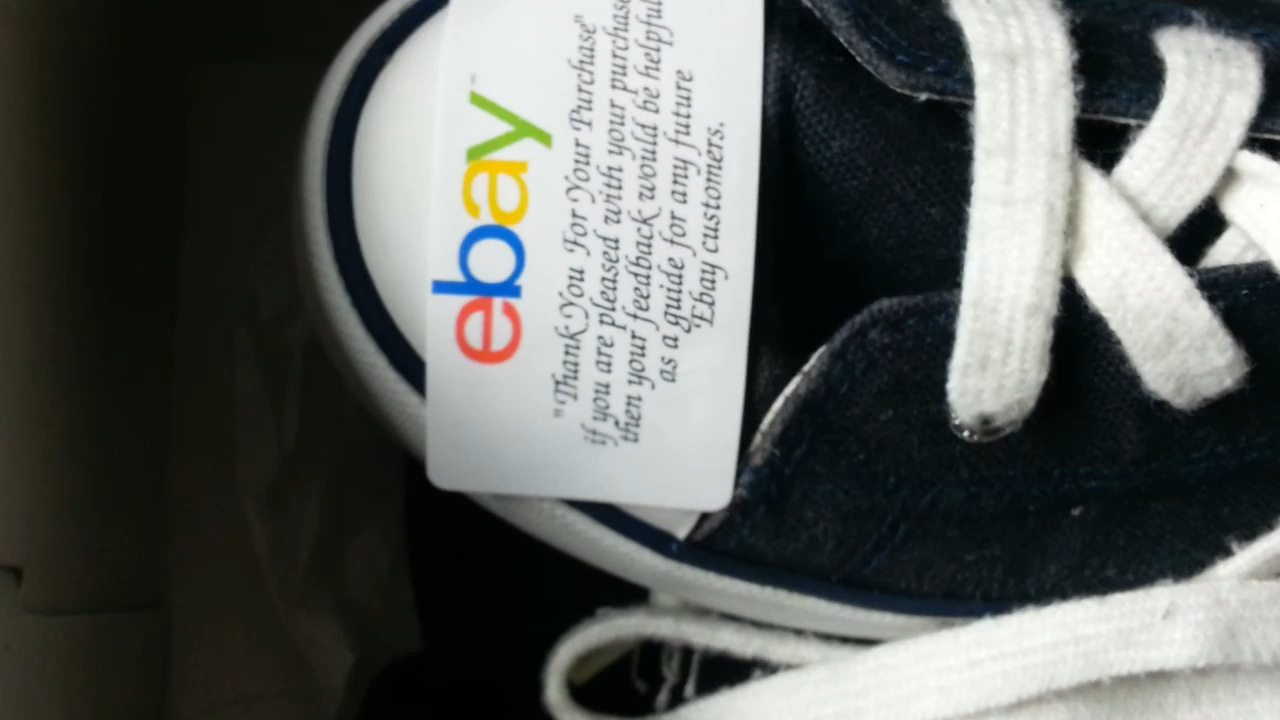 ebay™
"Thank You For Your Purchase"
if you are pleased with your purchase
then your feedback would be helpful
as a guide for any future
Ebay customers.